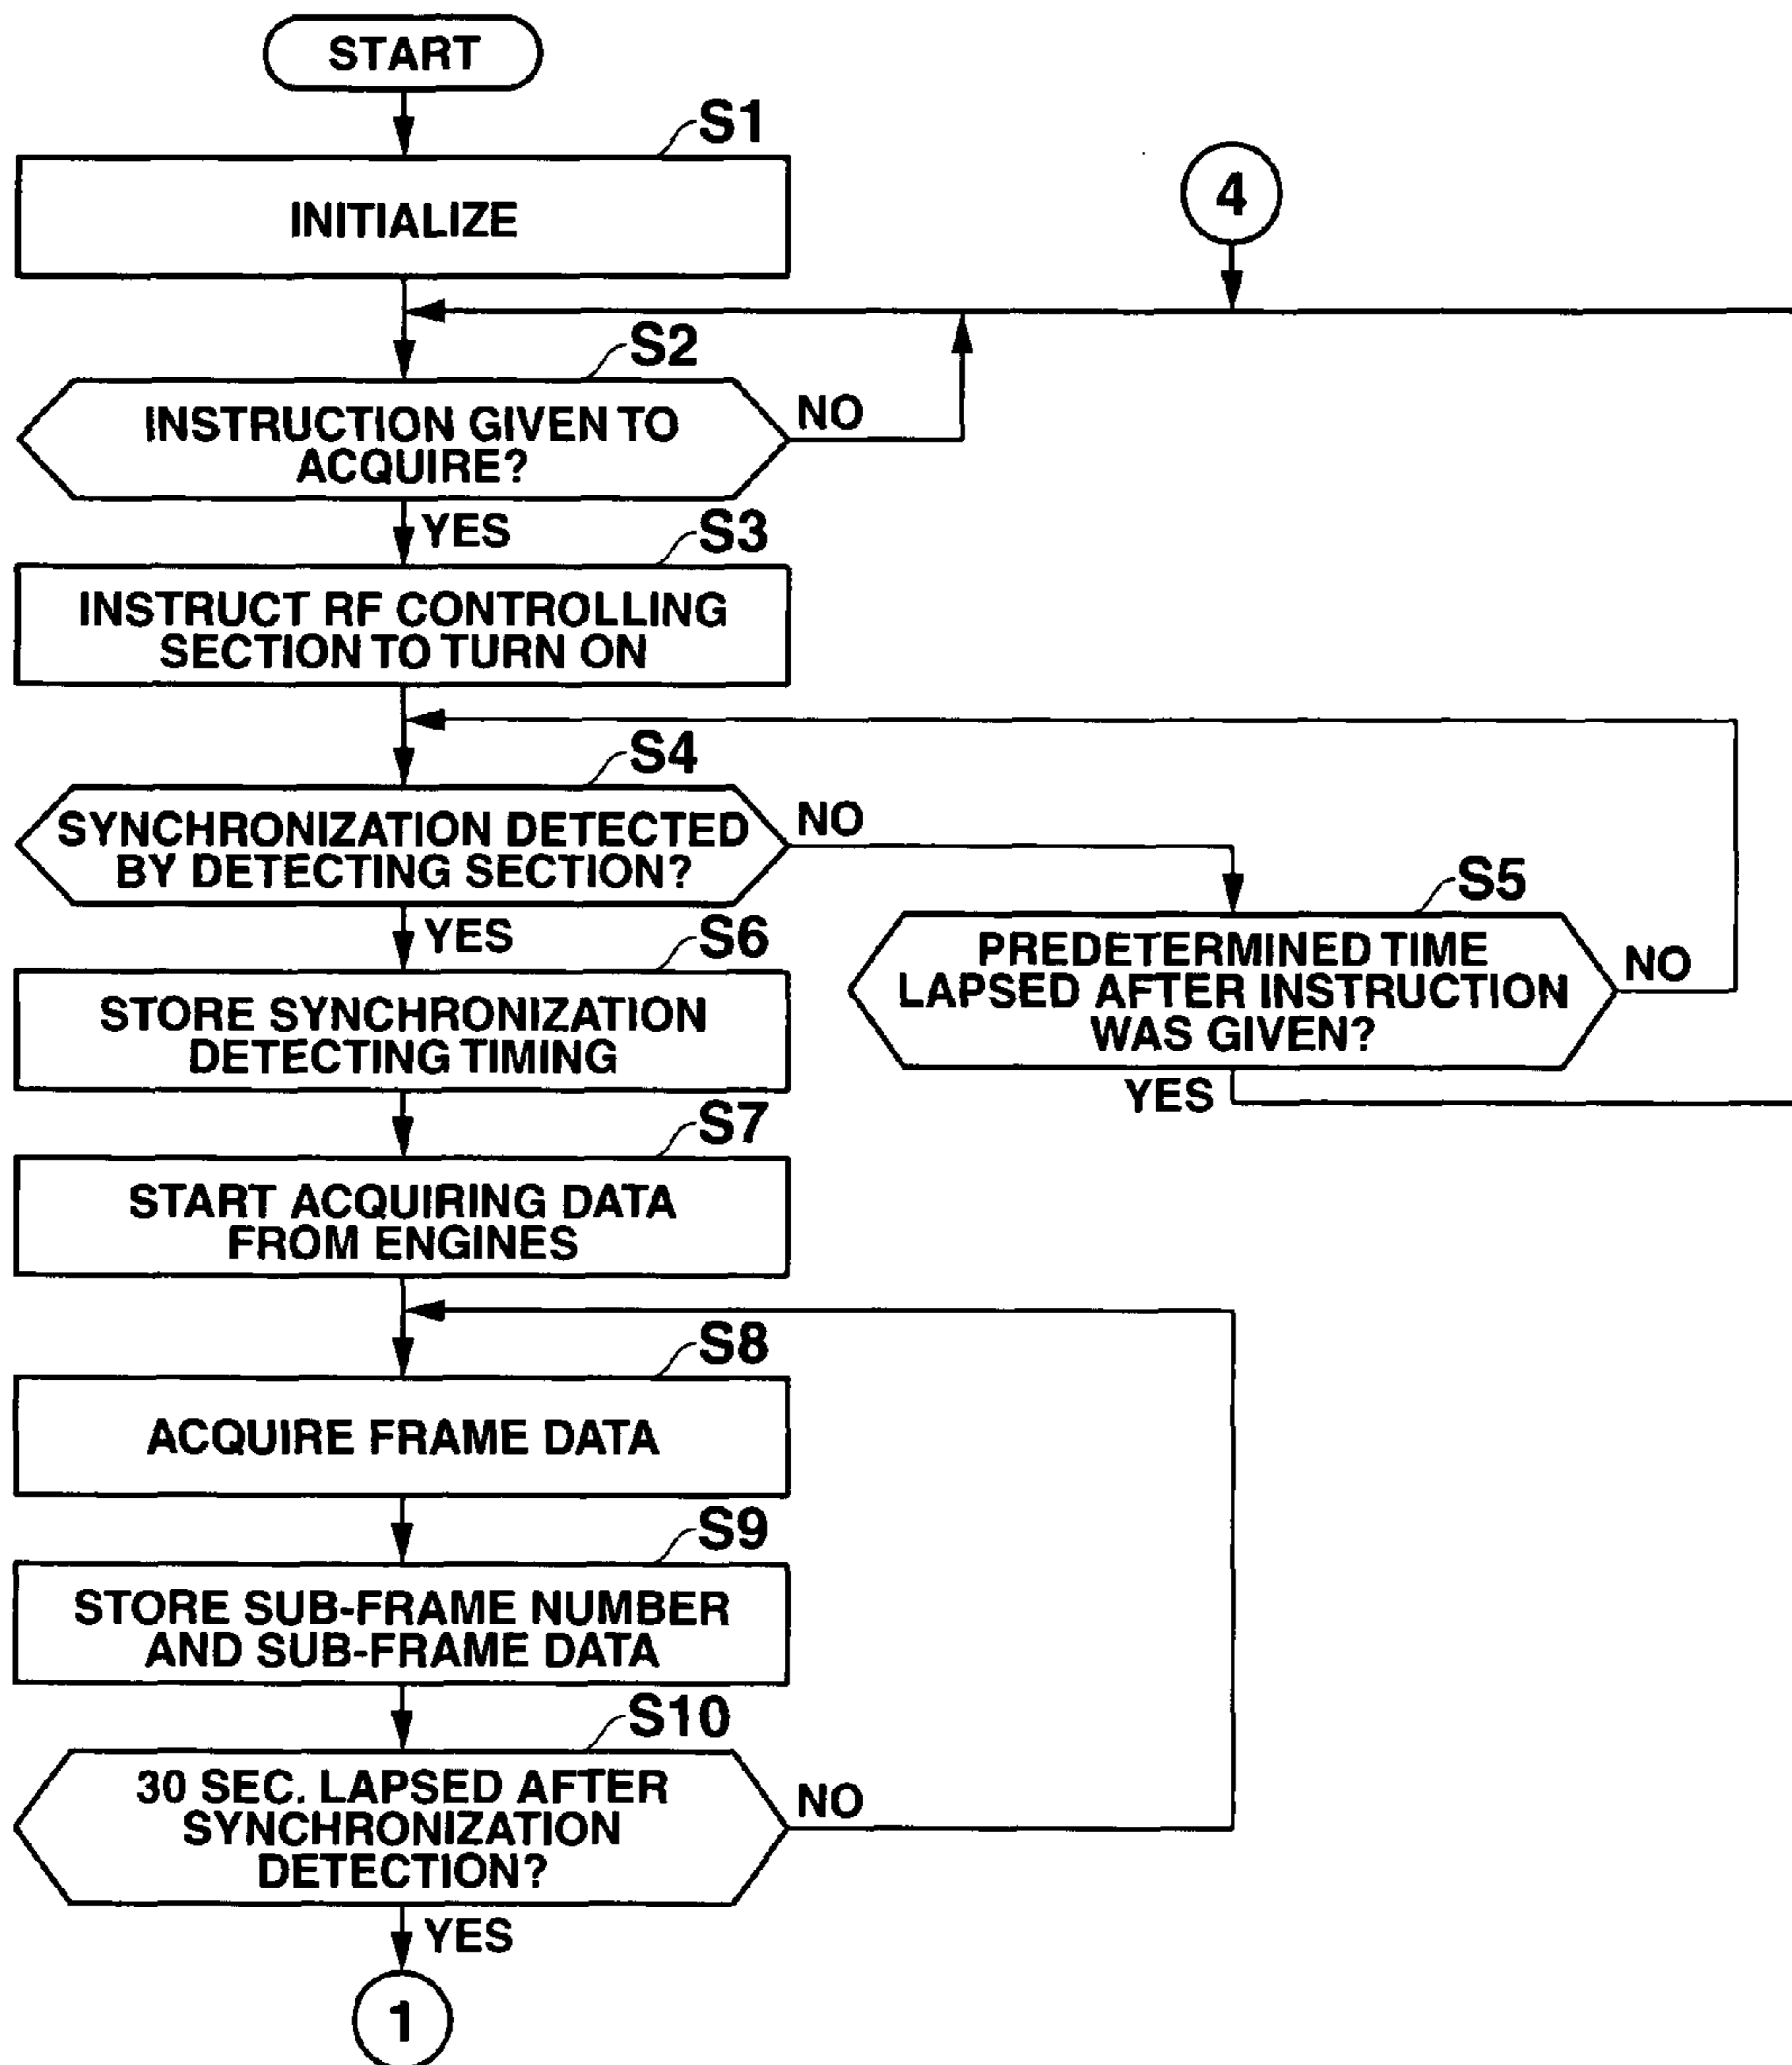 START
S1
INITIALIZE
4
S2
INSTRUCTION GIVEN TO
ACQUIRE?
NO
YES
S3
INSTRUCT RF CONTROLLING
SECTION TO TURN ON
S4
SYNCHRONIZATION DETECTED
BY DETECTING SECTION?
NO
S5
PREDETERMINED TIME
LAPSED AFTER INSTRUCTION
WAS GIVEN?
NO
YES
YES
S6
STORE SYNCHRONIZATION
DETECTING TIMING
S7
START ACQUIRING DATA
FROM ENGINES
S8
ACQUIRE FRAME DATA
S9
STORE SUB-FRAME NUMBER
AND SUB-FRAME DATA
S10
30 SEC. LAPSED AFTER
SYNCHRONIZATION
DETECTION?
NO
YES
1